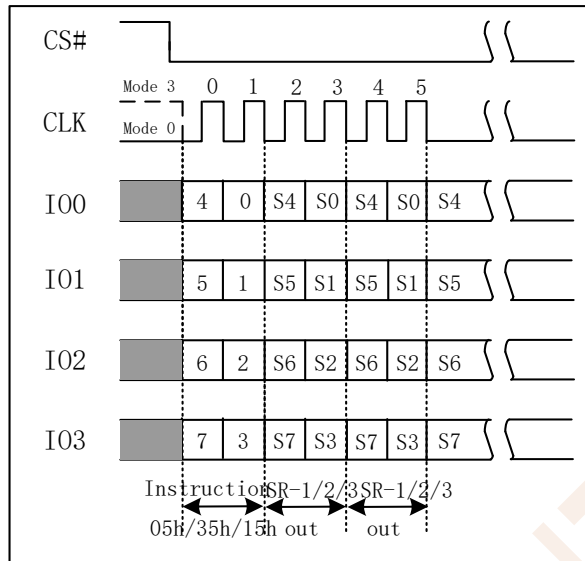 CS#
Mode 3 0 1 2 3 4 5
CLK
Mode 0
IO0 4 0 S4 S0 S4 S0 S4
IO1 5 1 S5 S1 S5 S1 S5
IO2 6 2 S6 S2 S6 S2 S6
IO3 7 3 S7 S3 S7 S3 S7
Instruction SR-1/2/3 SR-1/2/3
05h/35h/15h out out